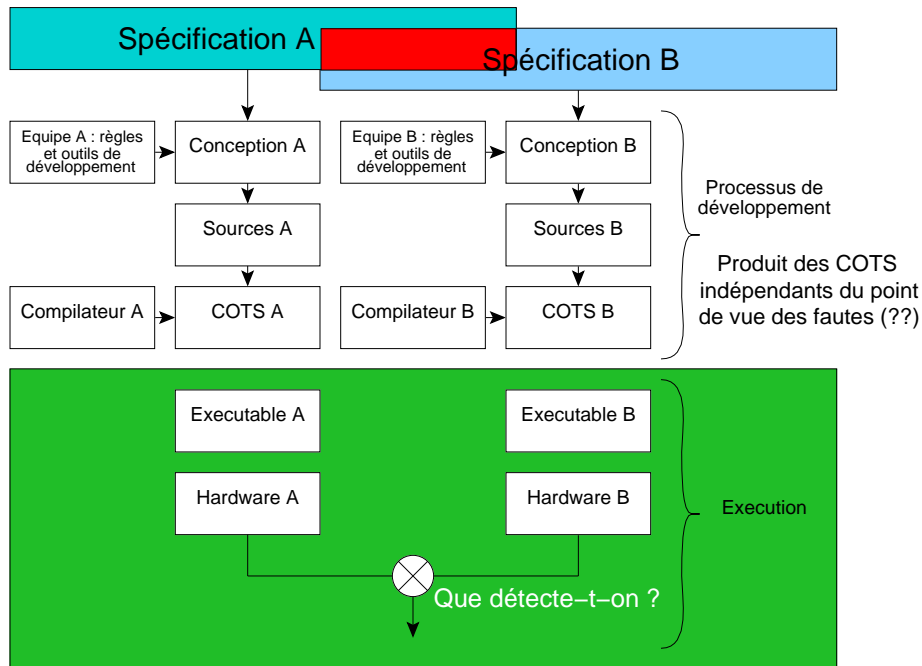 Spécification A
Spécification B
Equipe A : règles
et outils de
développement
Conception A
Equipe B : règles
et outils de
développement
Conception B
Processus de
développement
Sources A
Sources B
Produit des COTS
indépendants du point
de vue des fautes (??)
Compilateur A
COTS A
Compilateur B
COTS B
Executable A
Executable B
Hardware A
Hardware B
Execution
Que détecte−t−on ?